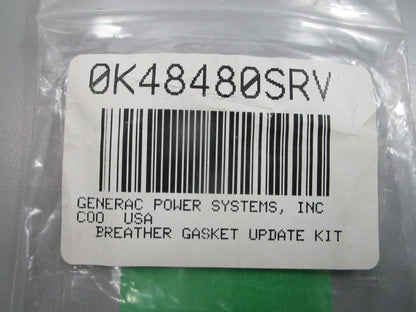 0K48480SRV
GENERAC POWER SYSTEMS, INC
COO USA
BREATHER GASKET UPDATE KIT